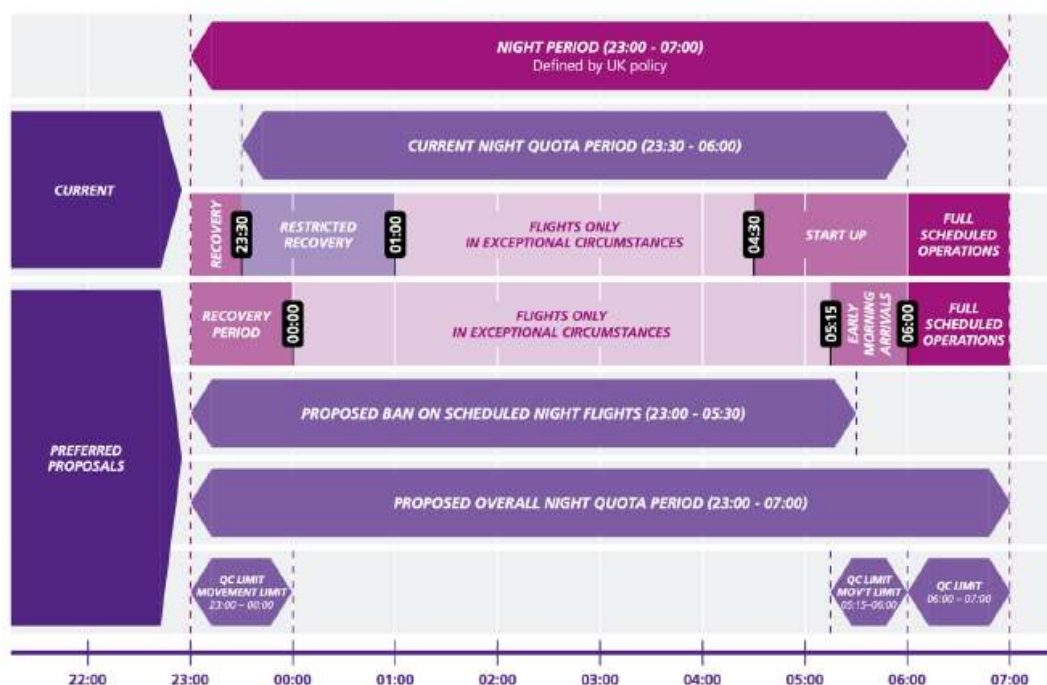 NIGHT PERIOD (23:00 - 07:00)
Defined by UK policy
CURRENT
CURRENT NIGHT QUOTA PERIOD (23:30 - 06:00)
RECOVERY
23:30
RESTRICTED
RECOVERY
01:00
FLIGHTS ONLY
IN EXCEPTIONAL CIRCUMSTANCES
04:30
START UP
FULL
SCHEDULED
OPERATIONS
PREFERRED
PROPOSALS
RECOVERY
PERIOD
00:00
FLIGHTS ONLY
IN EXCEPTIONAL CIRCUMSTANCES
05:15
EARLY
MORNING
ARRIVALS
06:00
FULL
SCHEDULED
OPERATIONS
PROPOSED BAN ON SCHEDULED NIGHT FLIGHTS (23:00 - 05:30)
PROPOSED OVERALL NIGHT QUOTA PERIOD (23:00 - 07:00)
QC LIMIT
MOVEMENT LIMIT
23:00 – 00:00
QC LIMIT
MOV'T LIMIT
05:15–06:00
QC LIMIT
06:00 – 07:00
22:00 23:00 00:00 01:00 02:00 03:00 04:00 05:00 06:00 07:00